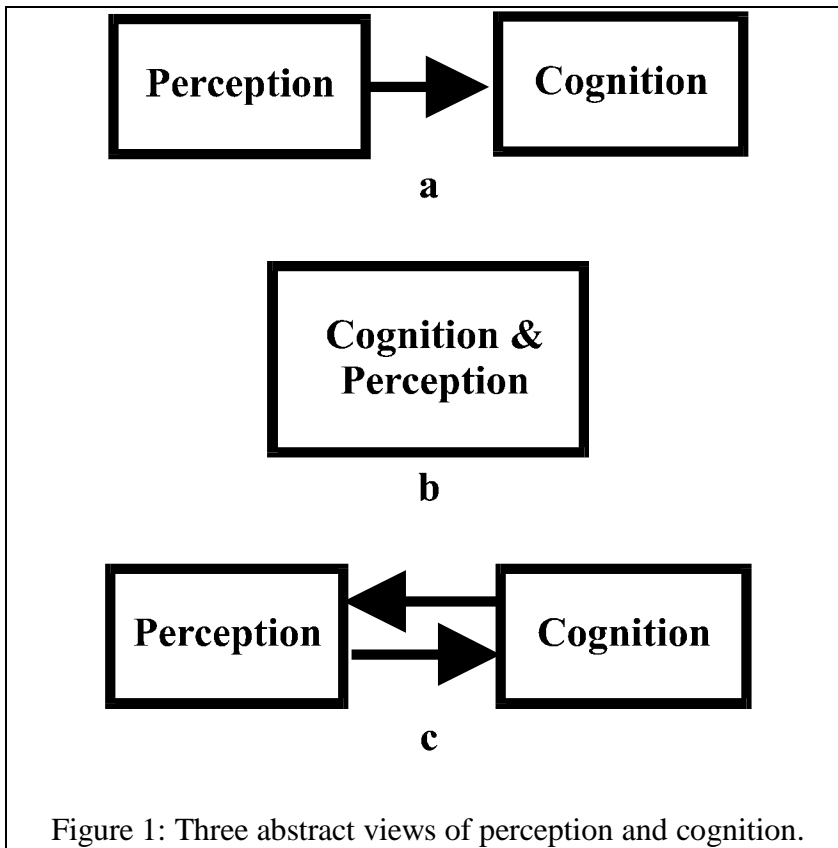 Perception
Cognition
a
Cognition &
Perception
b
Perception
Cognition
c
Figure 1: Three abstract views of perception and cognition.